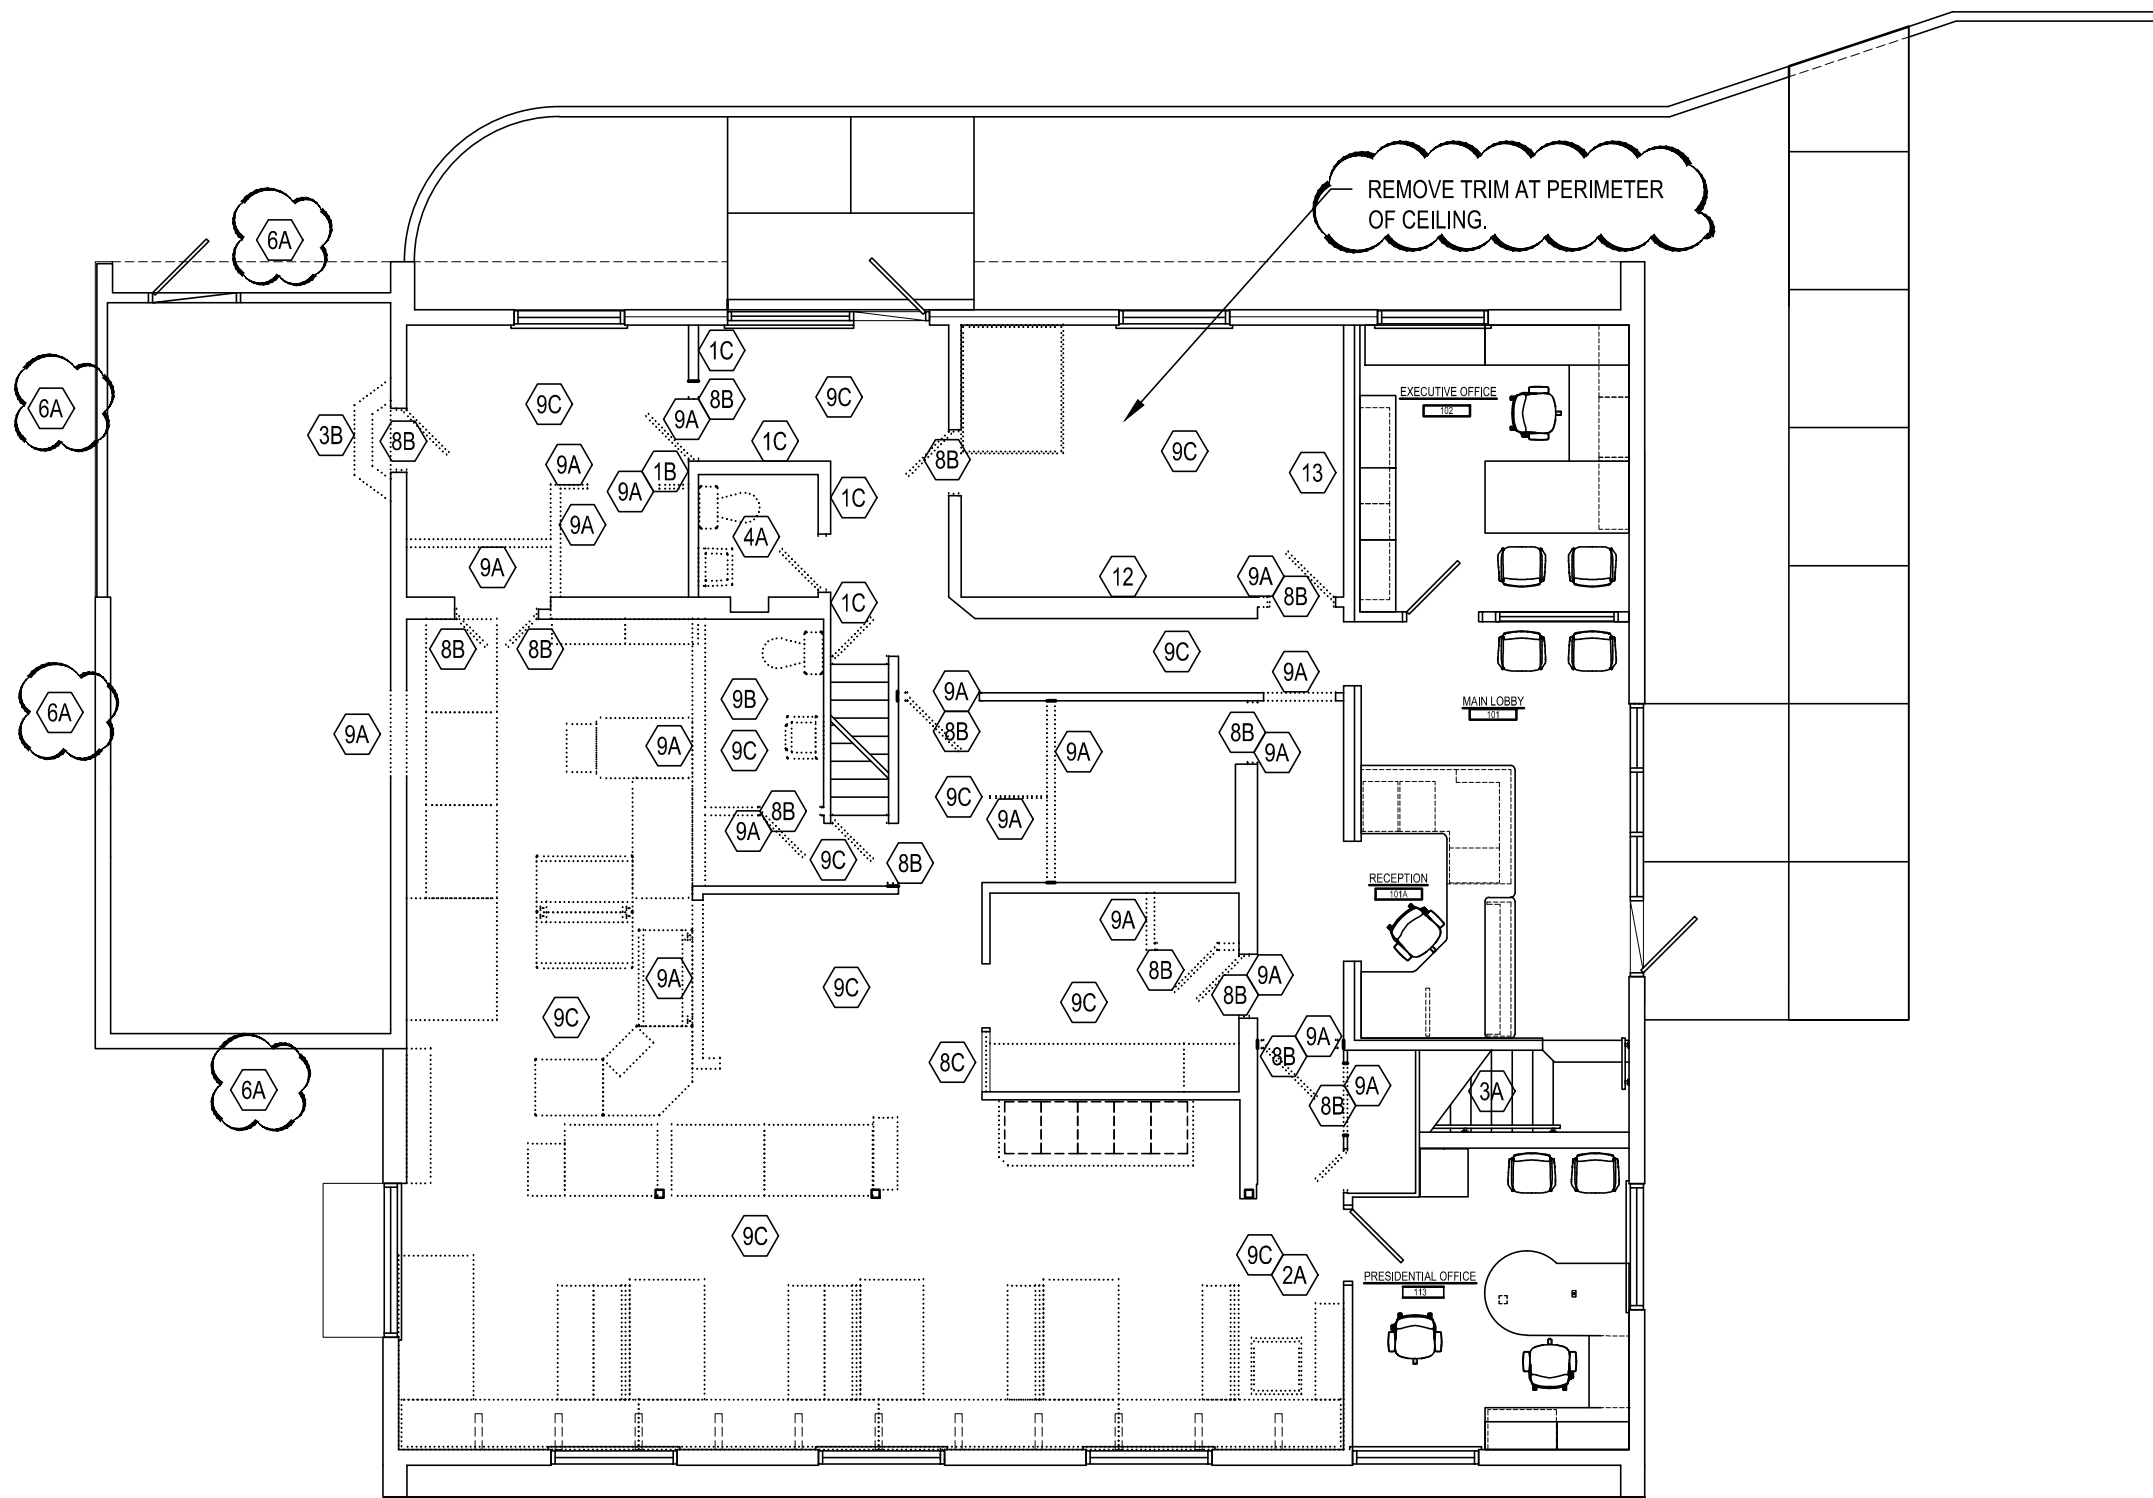 REMOVE TRIM AT PERIMETER
OF CEILING.
6A
1C
6A
9C
9C
EXECUTIVE OFFICE
102
8B
9A
3B
8B
1C
8B
9C
9A
1B
13
9A
1C
9A
4A
9A
12
9A
8B
1C
8B
8B
9C
9A
9A
9B
MAIN LOBBY
101
6A
9A
9A
9C
8B
9A
8B
9A
9C
9A
8B
9A
9C
8B
RECEPTION
101A
9A
8B
9A
9A
9C
9C
9C
8B
9A
8B
8C
9A
8B
3A
6A
9C
9C
2A
PRESIDENTIAL OFFICE
113